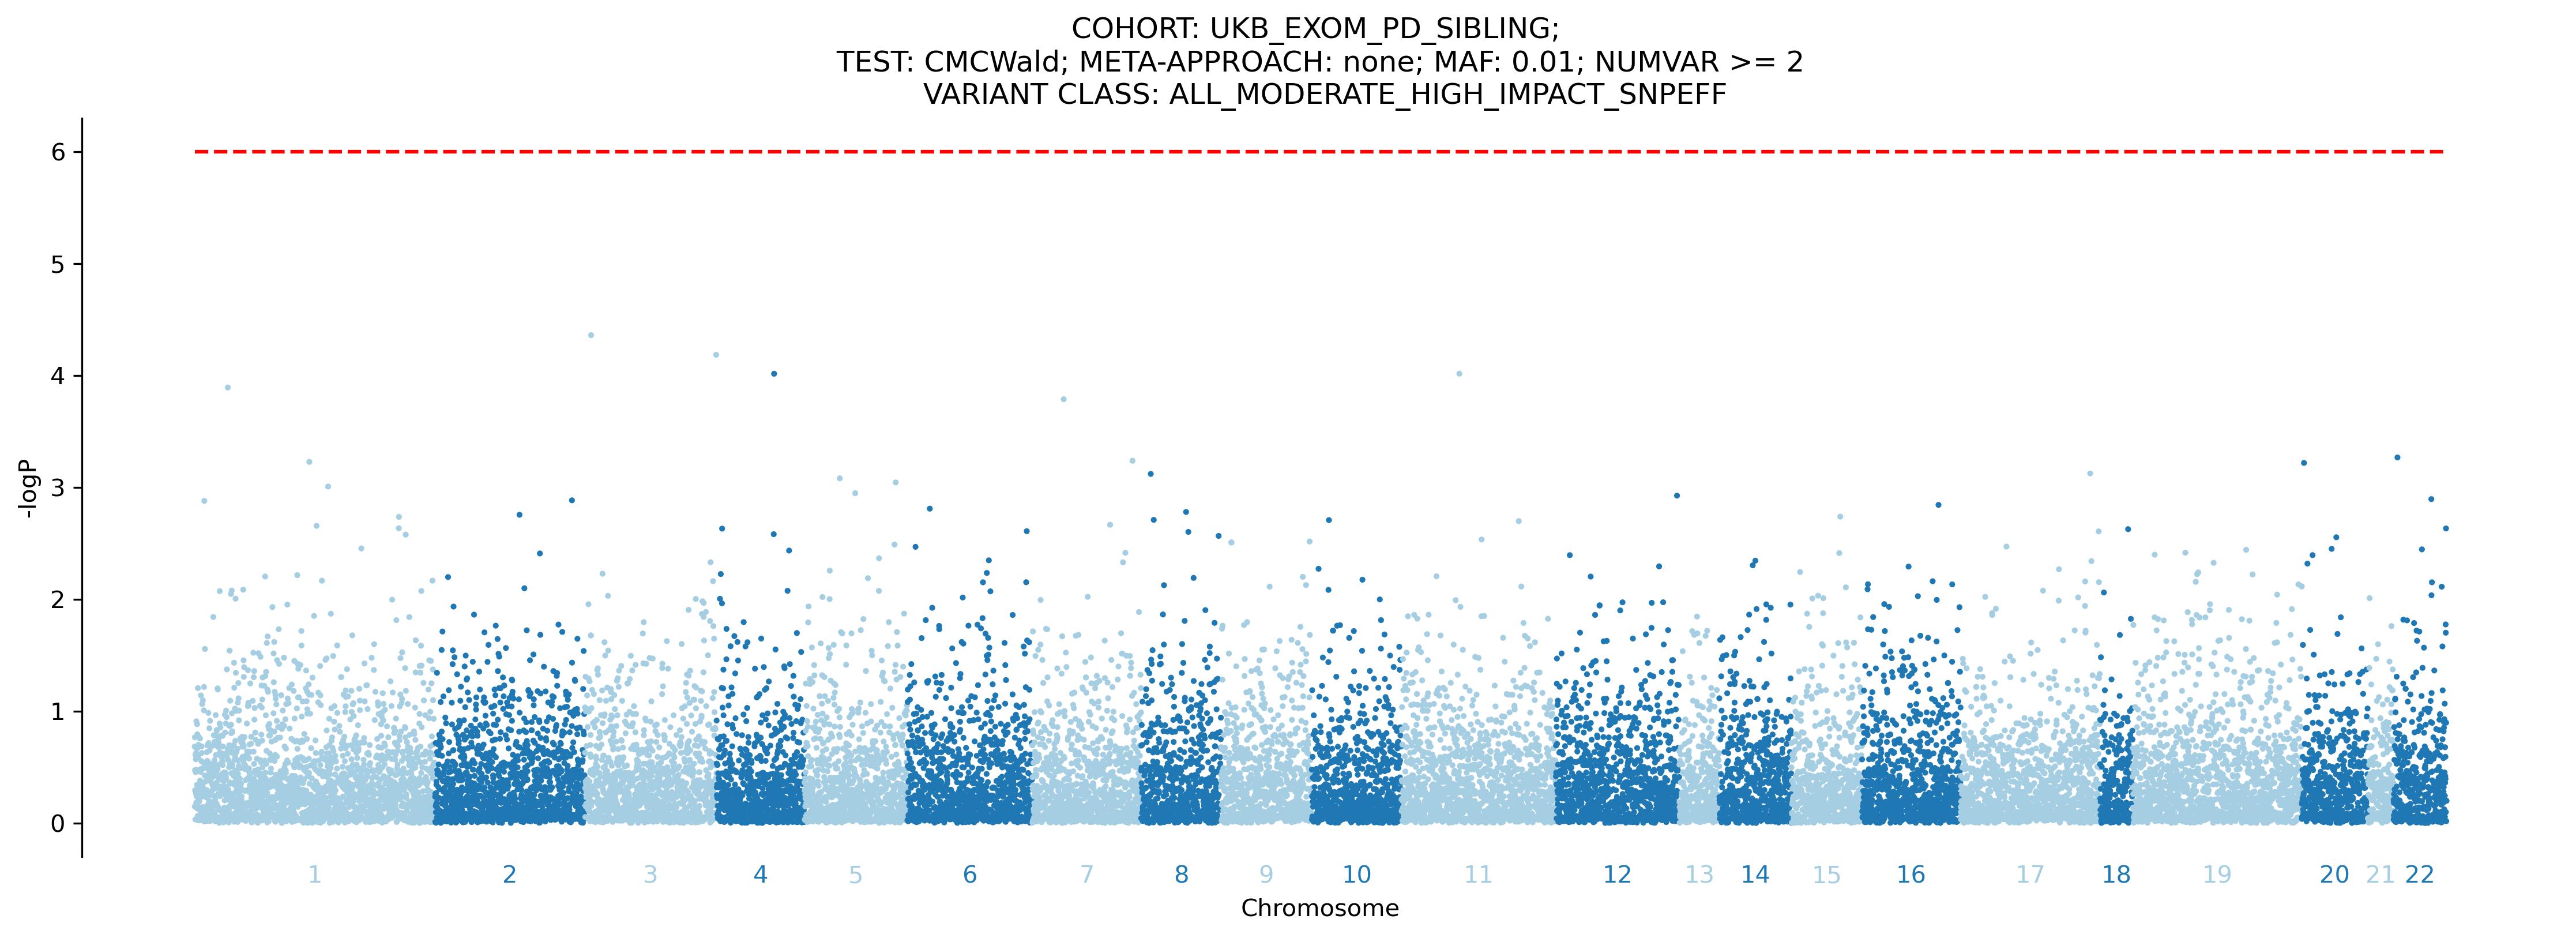 COHORT: UKB_EXOM_PD_SIBLING;
TEST: CMCWald; META-APPROACH: none; MAF: 0.01; NUMVAR >= 2
VARIANT CLASS: ALL_MODERATE_HIGH_IMPACT_SNPEFF
6
5
4
3
2
1
0
-logP
1 2 3 4 5 6 7 8 9 10 11 12 13 14 15 16 17 18 19 20 21 22
Chromosome